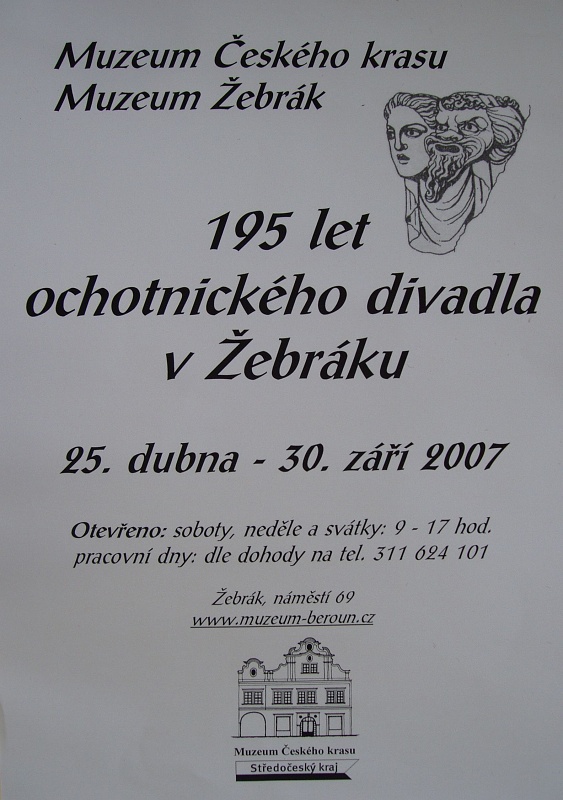 Muzeum Českého krasu
Muzeum Žebrák
195 let
ochotnického divadla
v Žebráku
25. dubna - 30. září 2007
Otevřeno: soboty, neděle a svátky: 9 - 17 hod.
pracovní dny: dle dohody na tel. 311 624 101
Žebrák, náměstí 69
www.muzeum-beroun.cz
Muzeum Českého krasu
Středočeský kraj